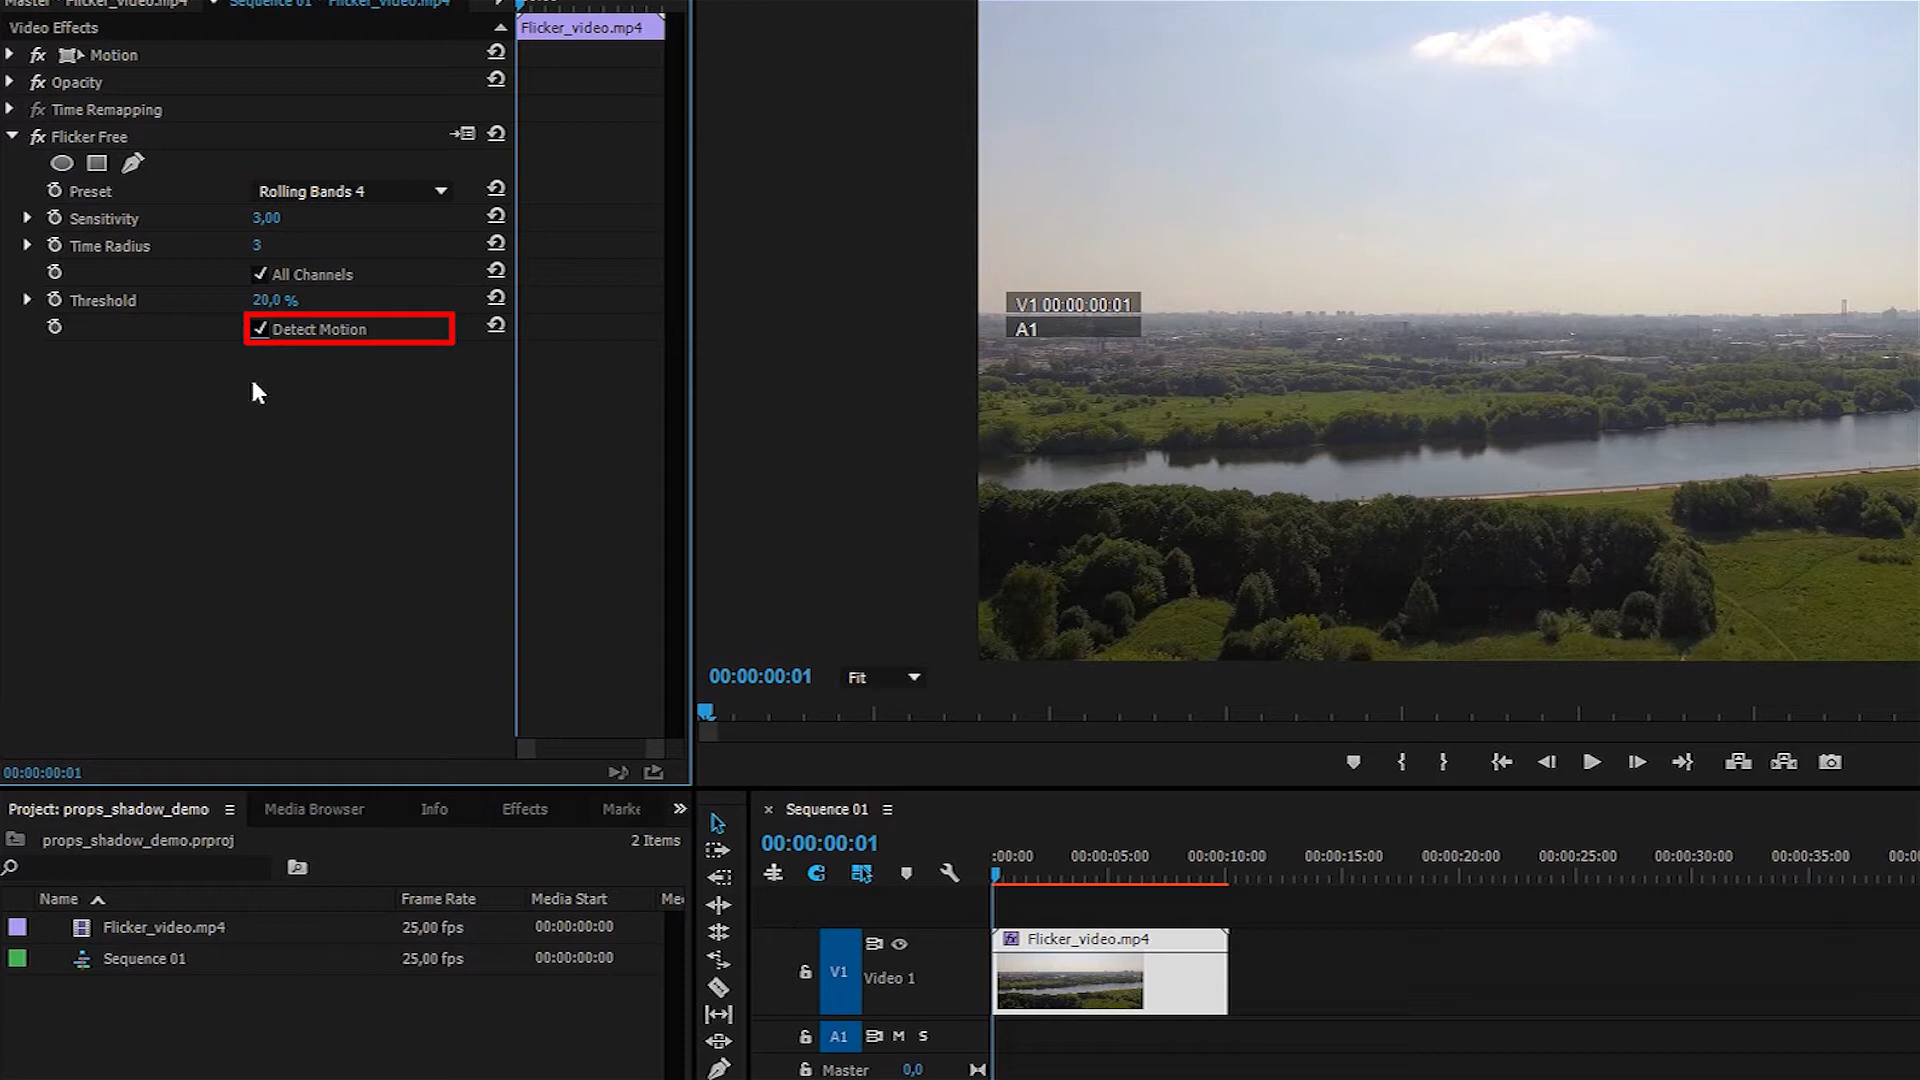 Master * Flicker_video.mp4
Sequence 01 * Flicker_video.mp4
Video Effects
Flicker_video.mp4
fx Motion
fx Opacity
fx Time Remapping
fx Flicker Free
Preset Rolling Bands 4
Sensitivity 3,00
Time Radius 3
All Channels
Threshold 20,0 %
Detect Motion
V1 00:00:00:01
A1
00:00:00:01 Fit
00:00:00:01
Project: props_shadow_demo Media Browser Info Effects Marke
props_shadow_demo.prproj 2 Items
Name Frame Rate Media Start Me
Flicker_video.mp4 25,00 fps 00:00:00:00
Sequence 01 25,00 fps 00:00:00:00
× Sequence 01
00:00:00:01
:00:00 00:00:05:00 00:00:10:00 00:00:15:00 00:00:20:00 00:00:25:00 00:00:30:00 00:00:35:00 00:0
fx Flicker_video.mp4
V1 Video 1
A1 M S
Master 0,0